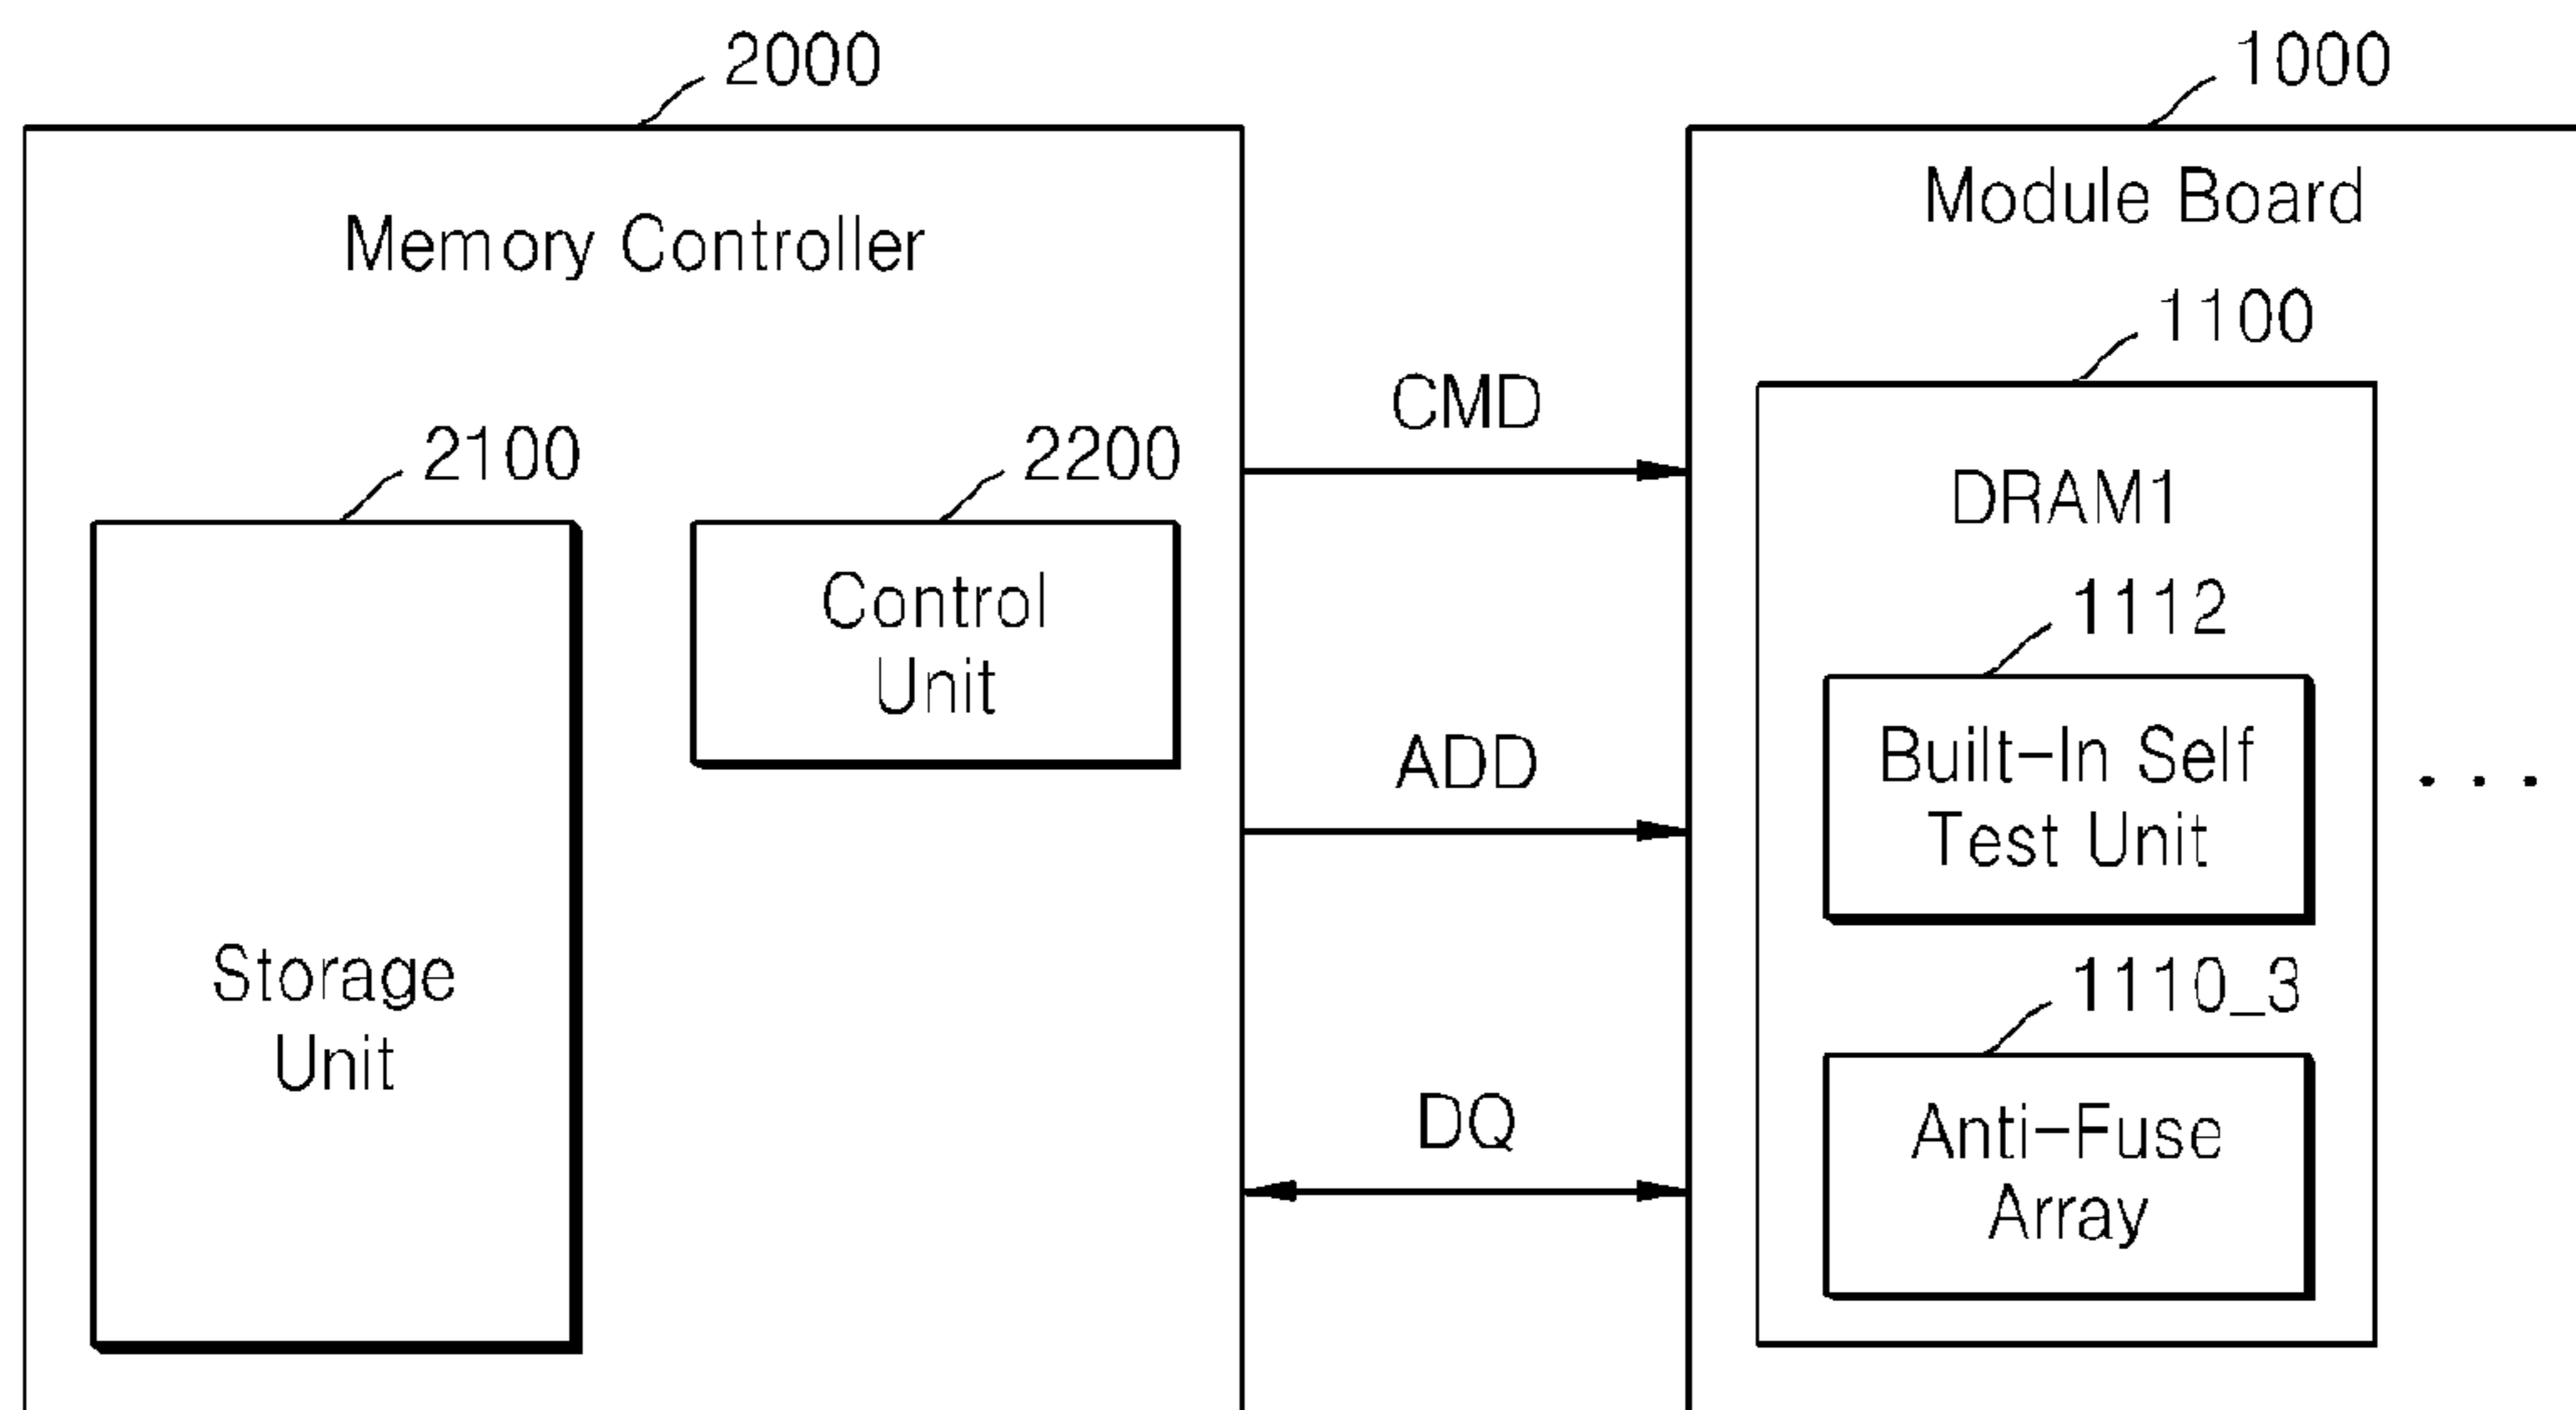 2000
1000
Memory Controller
Module Board
1100
CMD
2100
2200
DRAM1
Control
Unit
1112
ADD
Built-In Self
Test Unit
. . .
Storage
Unit
1110_3
DQ
Anti-Fuse
Array